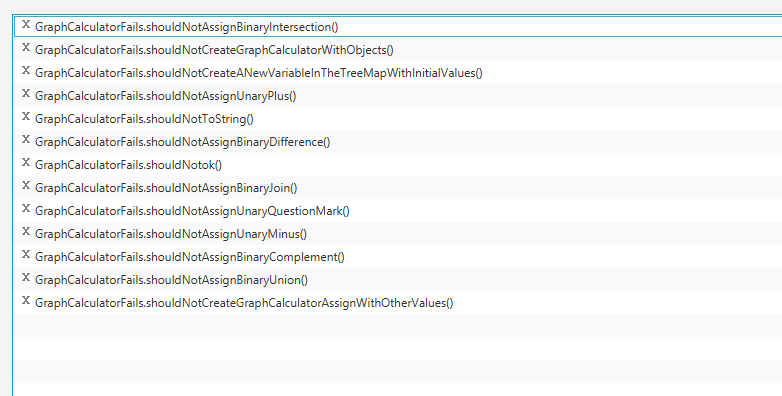 X GraphCalculatorFails.shouldNotAssignBinaryIntersection()
X GraphCalculatorFails.shouldNotCreateGraphCalculatorWithObjects()
X GraphCalculatorFails.shouldNotCreateANewVariableInTheTreeMapWithInitialValues()
X GraphCalculatorFails.shouldNotAssignUnaryPlus()
X GraphCalculatorFails.shouldNotToString()
X GraphCalculatorFails.shouldNotAssignBinaryDifference()
X GraphCalculatorFails.shouldNotok()
X GraphCalculatorFails.shouldNotAssignBinaryJoin()
X GraphCalculatorFails.shouldNotAssignUnaryQuestionMark()
X GraphCalculatorFails.shouldNotAssignUnaryMinus()
X GraphCalculatorFails.shouldNotAssignBinaryComplement()
X GraphCalculatorFails.shouldNotAssignBinaryUnion()
X GraphCalculatorFails.shouldNotCreateGraphCalculatorAssignWithOtherValues()